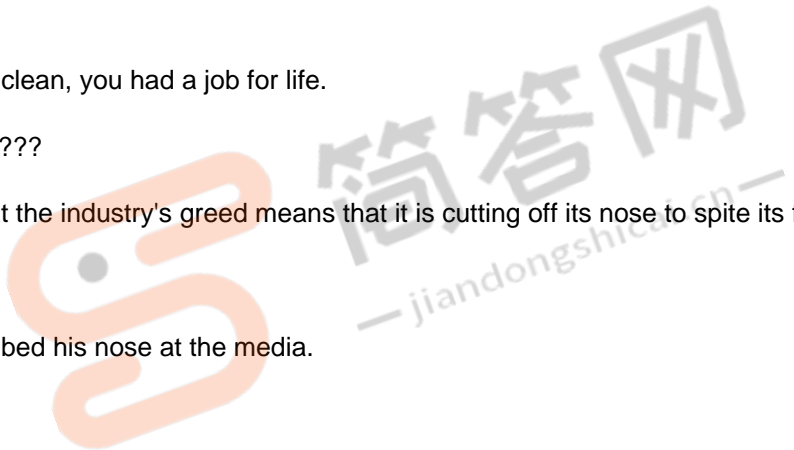 clean, you had a job for life.
???
t the industry's greed means that it is cutting off its nose to spite its
bed his nose at the media.
简答网
jiandongshicai.cn